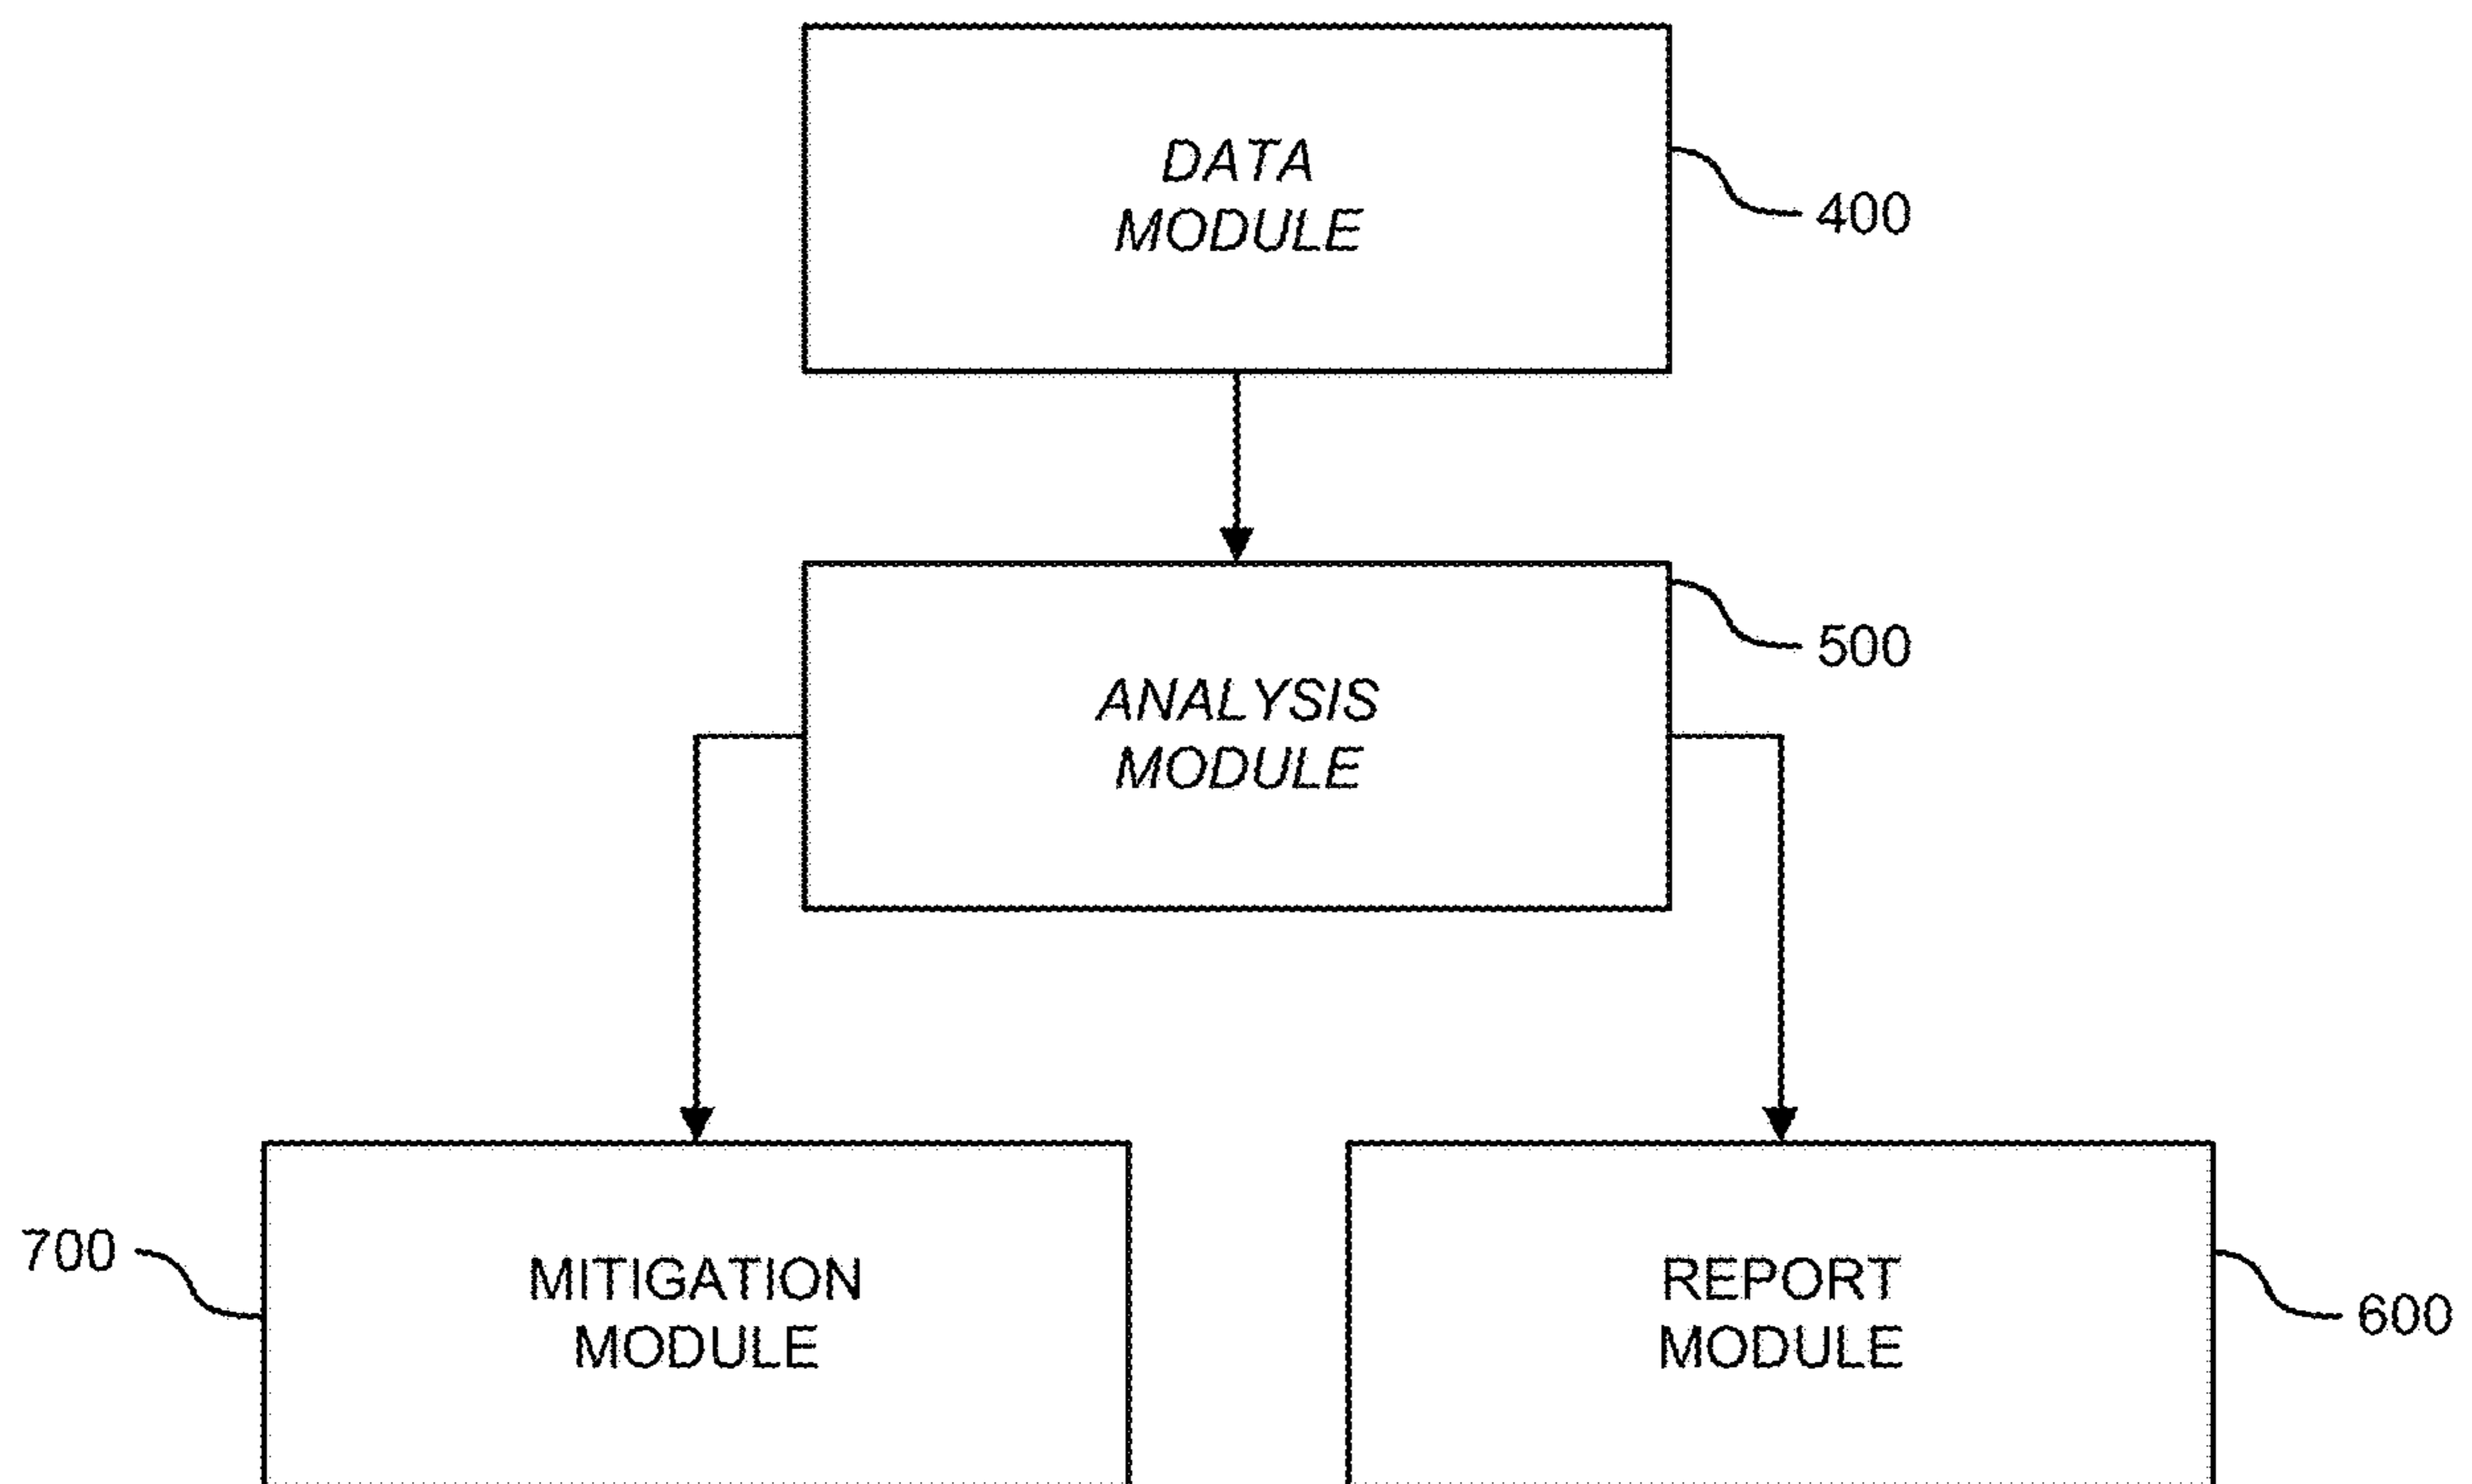 DATA
MODULE
400
500
ANALYSIS
MODULE
700
MITIGATION
MODULE
REPORT
MODULE
600